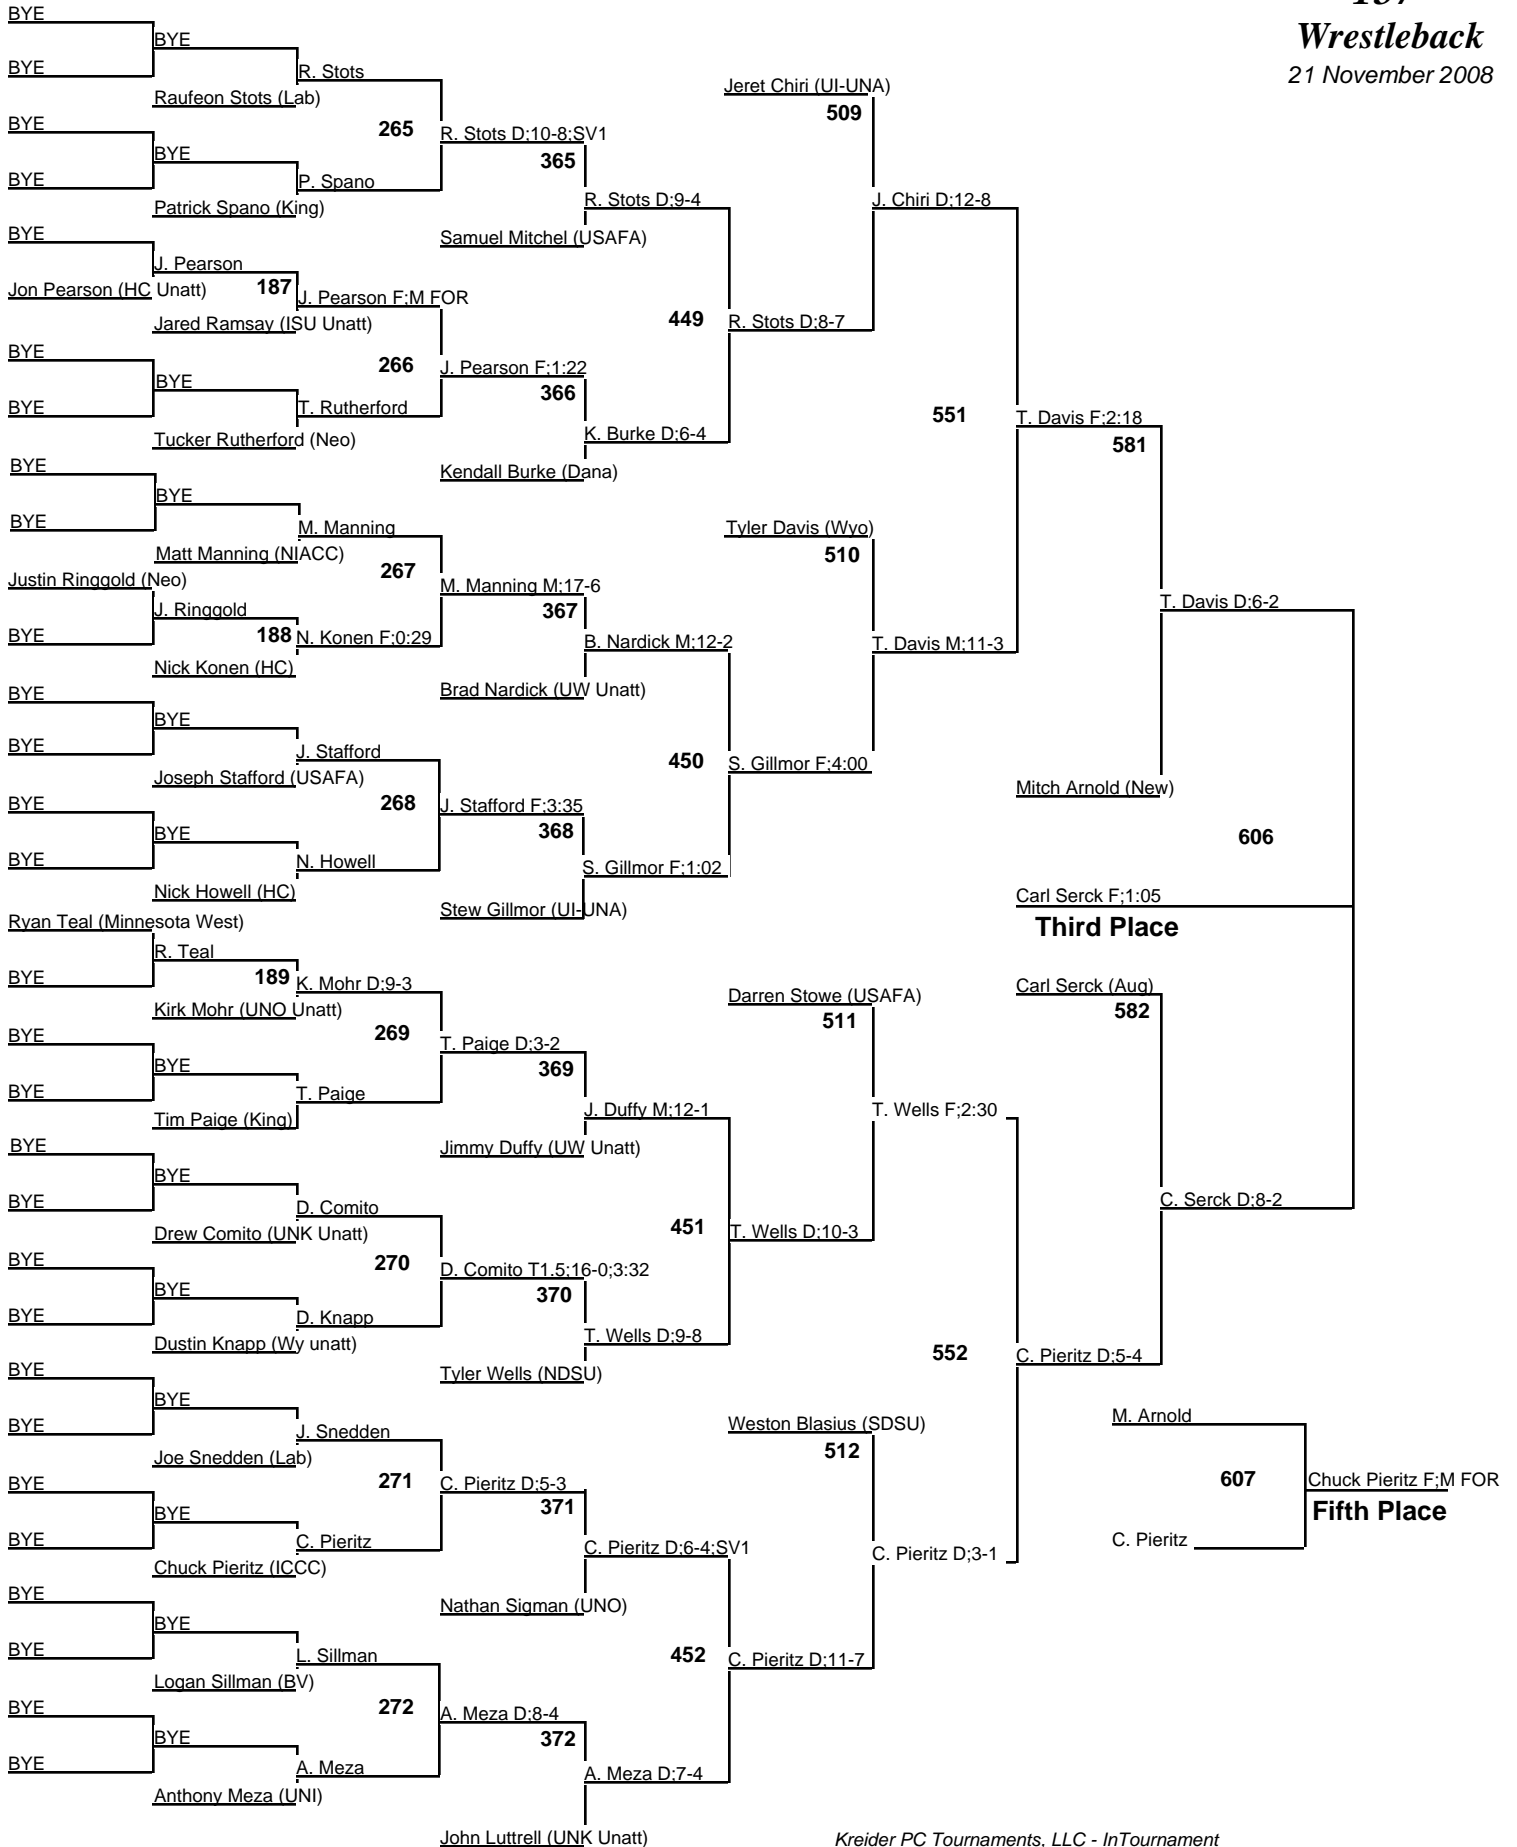 Wrestleback
21 November 2008
BYE
BYE
BYE
R. Stots
Raufeon Stots (Lab)
265
BYE
BYE
BYE
P. Spano
Patrick Spano (King)
R. Stots D;10-8;SV1
365
R. Stots D;9-4
Samuel Mitchel (USAFA)
BYE
J. Pearson
Jon Pearson (HC Unatt)
187
J. Pearson F;M FOR
Jared Ramsay (ISU Unatt)
266
BYE
BYE
BYE
T. Rutherford
Tucker Rutherford (Neo)
J. Pearson F;1:22
366
K. Burke D;6-4
Kendall Burke (Dana)
449
R. Stots D;8-7
Jeret Chiri (UI-UNA)
509
J. Chiri D;12-8
BYE
BYE
BYE
M. Manning
Matt Manning (NIACC)
267
Justin Ringgold (Neo)
J. Ringgold
BYE
188
N. Konen F;0:29
Nick Konen (HC)
M. Manning M;17-6
367
B. Nardick M;12-2
Brad Nardick (UW Unatt)
BYE
BYE
BYE
J. Stafford
Joseph Stafford (USAFA)
268
BYE
BYE
BYE
N. Howell
Nick Howell (HC)
J. Stafford F;3:35
368
S. Gillmor F;1:02
Stew Gillmor (UI-UNA)
450
S. Gillmor F;4:00
Tyler Davis (Wyo)
510
T. Davis M;11-3
551
T. Davis F;2:18
581
T. Davis D;6-2
Mitch Arnold (New)
606
Carl Serck F;1:05
Third Place
Ryan Teal (Minnesota West)
R. Teal
BYE
189
K. Mohr D;9-3
Kirk Mohr (UNO Unatt)
269
BYE
BYE
BYE
T. Paige
Tim Paige (King)
T. Paige D;3-2
369
J. Duffy M;12-1
Jimmy Duffy (UW Unatt)
BYE
BYE
BYE
D. Comito
Drew Comito (UNK Unatt)
270
BYE
BYE
BYE
D. Knapp
Dustin Knapp (Wy unatt)
D. Comito T1.5;16-0;3:32
370
T. Wells D;9-8
Tyler Wells (NDSU)
451
T. Wells D;10-3
Darren Stowe (USAFA)
511
T. Wells F;2:30
Carl Serck (Aug)
582
C. Serck D;8-2
552
C. Pieritz D;5-4
BYE
BYE
BYE
J. Snedden
Joe Snedden (Lab)
271
BYE
BYE
BYE
C. Pieritz
Chuck Pieritz (ICCC)
C. Pieritz D;5-3
371
C. Pieritz D;6-4;SV1
Nathan Sigman (UNO)
BYE
BYE
BYE
L. Sillman
Logan Sillman (BV)
272
BYE
BYE
BYE
A. Meza
Anthony Meza (UNI)
A. Meza D;8-4
372
A. Meza D;7-4
John Luttrell (UNK Unatt)
452
C. Pieritz D;11-7
Weston Blasius (SDSU)
512
C. Pieritz D;3-1
M. Arnold
607
Chuck Pieritz F;M FOR
Fifth Place
C. Pieritz
Kreider PC Tournaments, LLC - InTournament